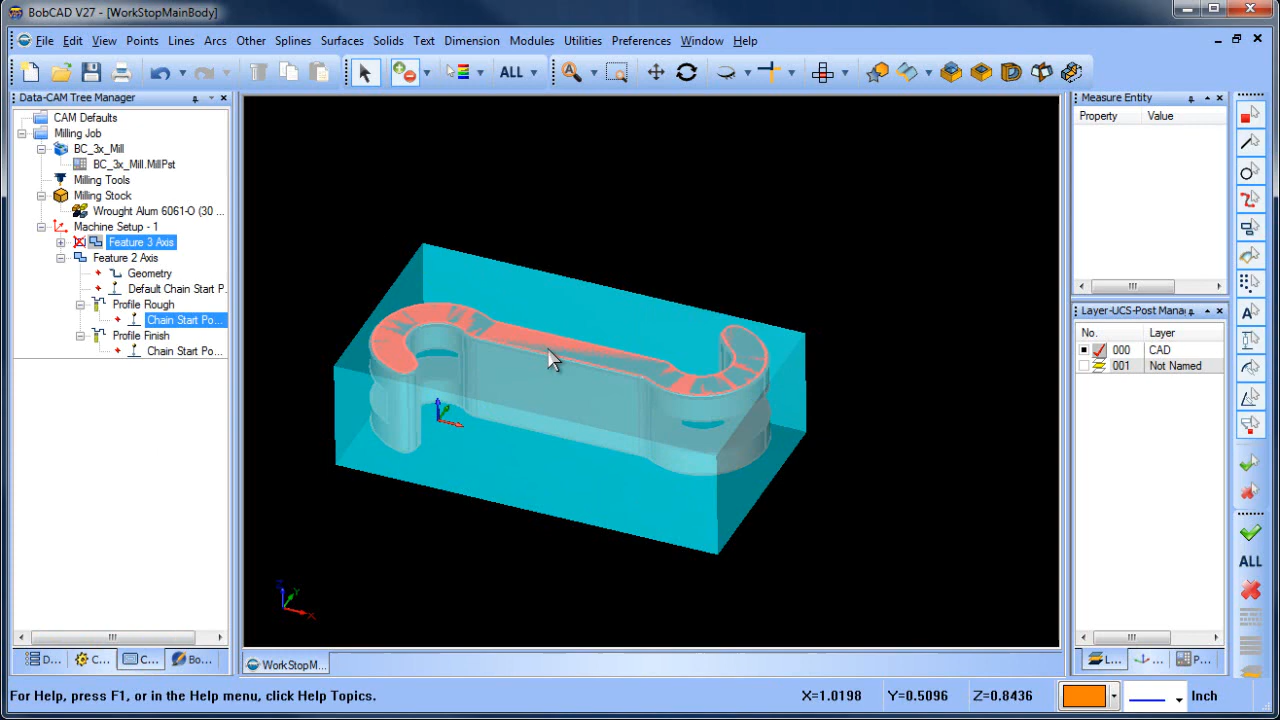 BobCAD V27 - [WorkStopMainBody]
File Edit View Points Lines Arcs Other Splines Surfaces Solids Text Dimension Modules Utilities Preferences Window Help
ALL
Data-CAM Tree Manager
CAM Defaults
Milling Job
BC_3x_Mill
BC_3x_Mill.MillPst
Milling Tools
Milling Stock
Wrought Alum 6061-O (30 ...
Machine Setup - 1
Feature 3 Axis
Feature 2 Axis
Geometry
Default Chain Start P...
Profile Rough
Chain Start Po...
Profile Finish
Chain Start Po...
D... C... C... Bo...
Z Y X
WorkStopM...
Measure Entity
Property Value
Layer-UCS-Post Manag
No. Layer
000 CAD
001 Not Named
L... ... P...
A
ALL
For Help, press F1, or in the Help menu, click Help Topics.
X=1.0198 Y=0.5096 Z=0.8436 Inch